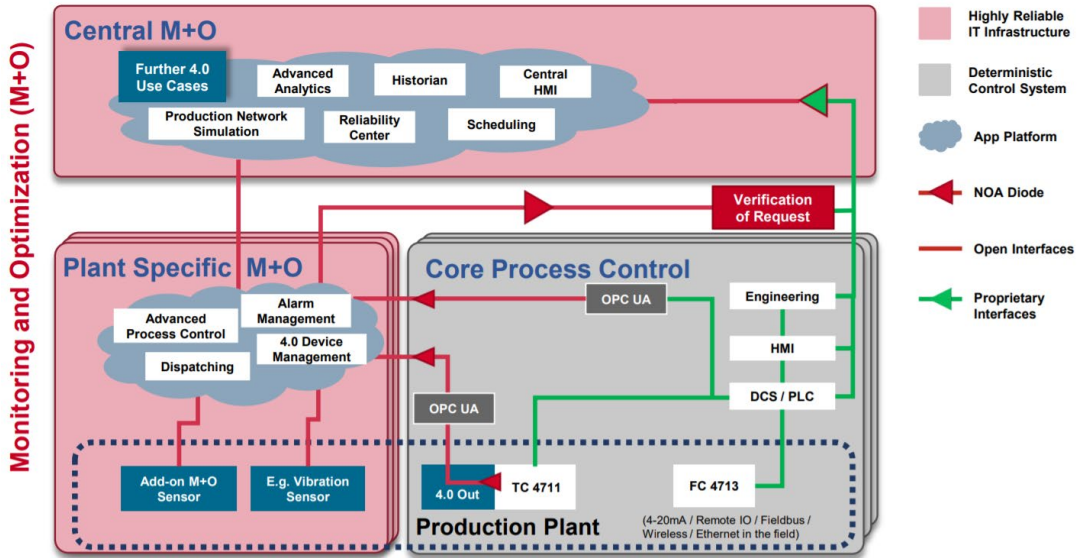 Monitoring and Optimization (M+O)
Central M+O
Further 4.0
Use Cases
Advanced
Analytics
Historian
Central
HMI
Production Network
Simulation
Reliability
Center
Scheduling
Verification
of Request
Plant Specific M+O
Alarm
Management
Advanced
Process Control
4.0 Device
Management
Dispatching
Add-on M+O
Sensor
E.g. Vibration
Sensor
Core Process Control
OPC UA
Engineering
HMI
DCS / PLC
OPC UA
4.0 Out
TC 4711
FC 4713
Production Plant
(4-20mA / Remote IO / Fieldbus /
Wireless / Ethernet in the field)
Highly Reliable
IT Infrastructure
Deterministic
Control System
App Platform
NOA Diode
Open Interfaces
Proprietary
Interfaces